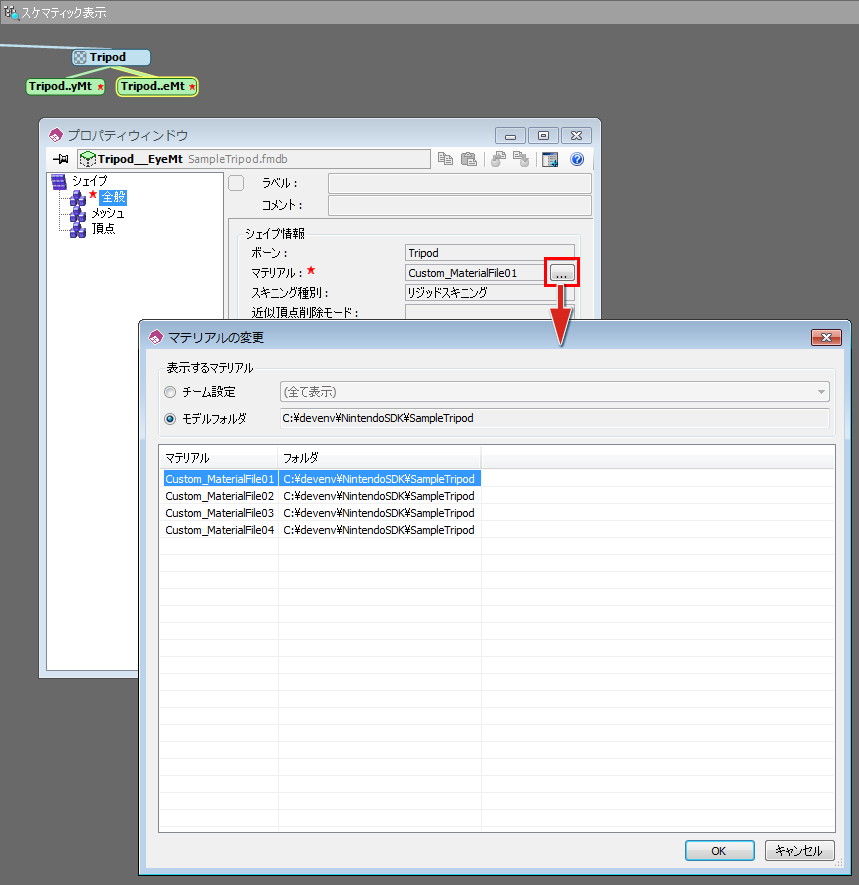 スケマティック表示
Tripod
Tripod..yMt ★ Tripod..eMt ★
プロパティウィンドウ
Tripod__EyeMt SampleTripod.fmdb
シェイプ
★ 全般
メッシュ
頂点
ラベル：
コメント：
シェイプ情報
ボーン： Tripod
マテリアル：★ Custom_MaterialFile01 ...
スキニング種別： リジッドスキニング
近似頂点削除モード：
マテリアルの変更
表示するマテリアル
チーム設定 (全て表示)
モデルフォルダ C:¥devenv¥NintendoSDK¥SampleTripod
マテリアル フォルダ
Custom_MaterialFile01 C:¥devenv¥NintendoSDK¥SampleTripod
Custom_MaterialFile02 C:¥devenv¥NintendoSDK¥SampleTripod
Custom_MaterialFile03 C:¥devenv¥NintendoSDK¥SampleTripod
Custom_MaterialFile04 C:¥devenv¥NintendoSDK¥SampleTripod
OK キャンセル